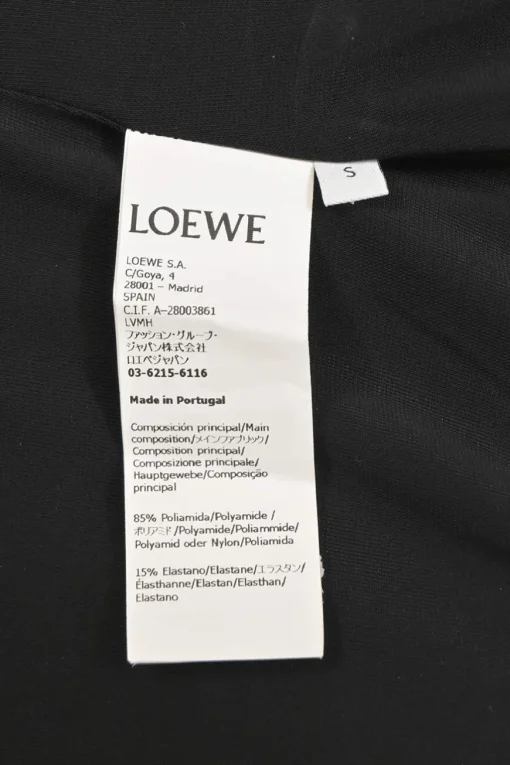 S
LOEWE
LOEWE S.A.
C/Goya, 4
28001 – Madrid
SPAIN
C.I.F. A–28003861
LVMH
ファッション・グループ・
ジャパン株式会社
ロエベジャパン
03-6215-6116
Made in Portugal
Composición principal/Main
composition/メインファブリック/
Composition principal/
Composizione principale/
Hauptgewebe/Composição
principal
85% Poliamida/Polyamide /
ポリアミド/Polyamide/Poliammide/
Polyamid oder Nylon/Poliamida
15% Elastano/Elastane/エラスタン/
Élasthanne/Elastan/Elasthan/
Elastano